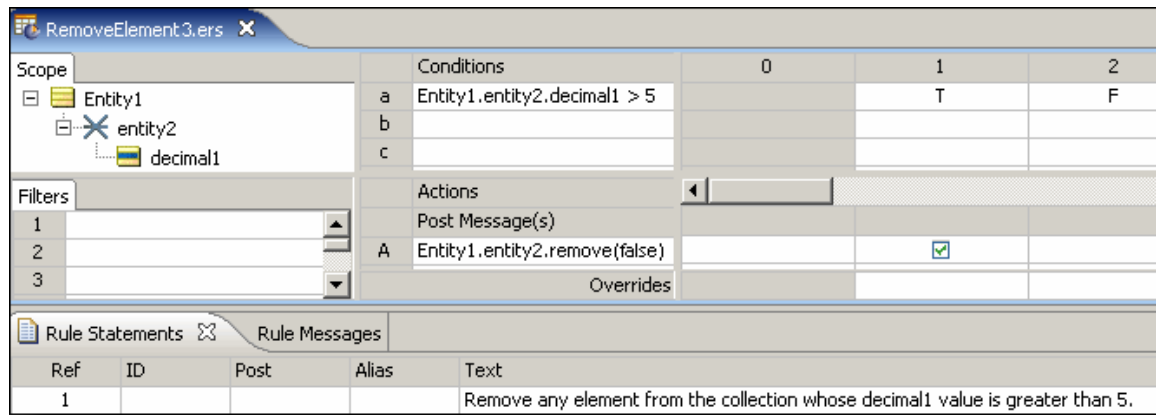 RemoveElement3.ers
Scope
Conditions 0 1 2
Entity1
a Entity1.entity2.decimal1 > 5 T F
entity2
b
decimal1
c
Filters
Actions
1
Post Message(s)
2
A Entity1.entity2.remove(false)
3
Overrides
Rule Statements Rule Messages
Ref ID Post Alias Text
1 Remove any element from the collection whose decimal1 value is greater than 5.